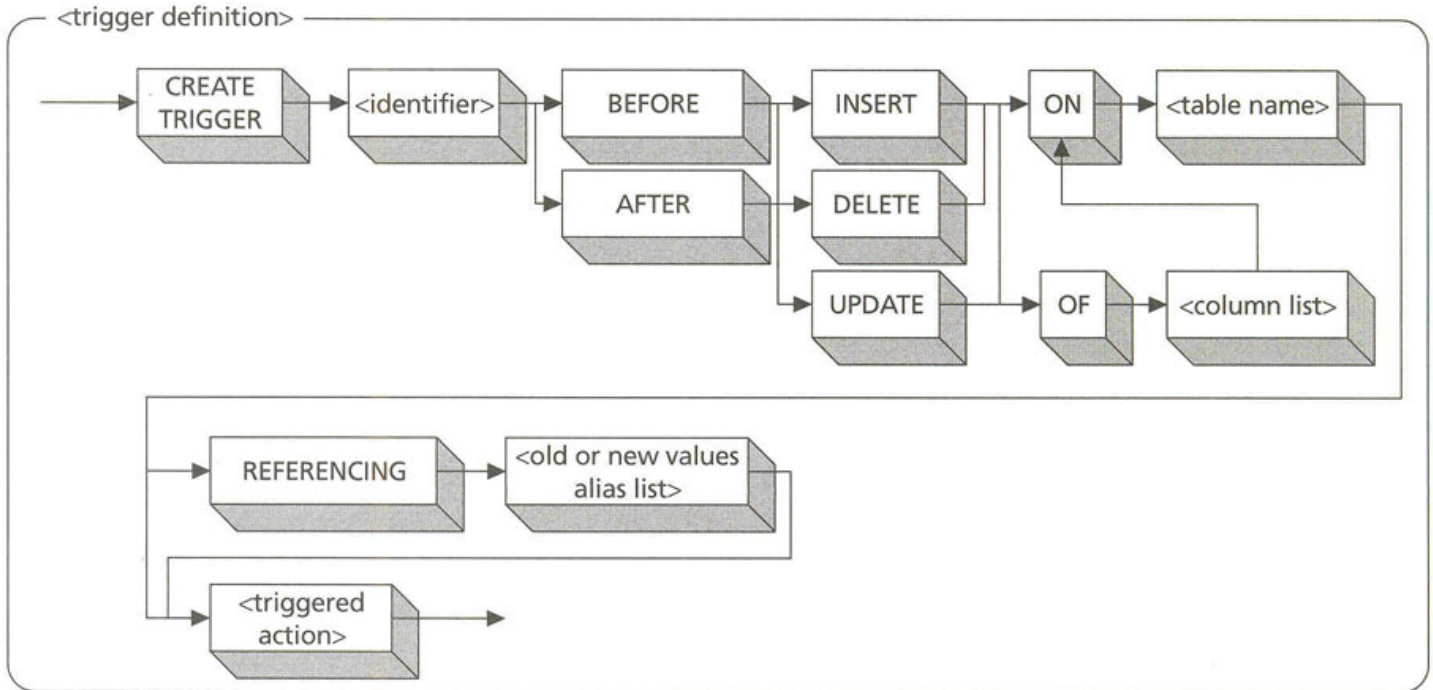 <trigger definition>
CREATE
TRIGGER
<identifier>
BEFORE
INSERT
ON
<table name>
AFTER
DELETE
UPDATE
OF
<column list>
REFERENCING
<old or new values
alias list>
<triggered
action>